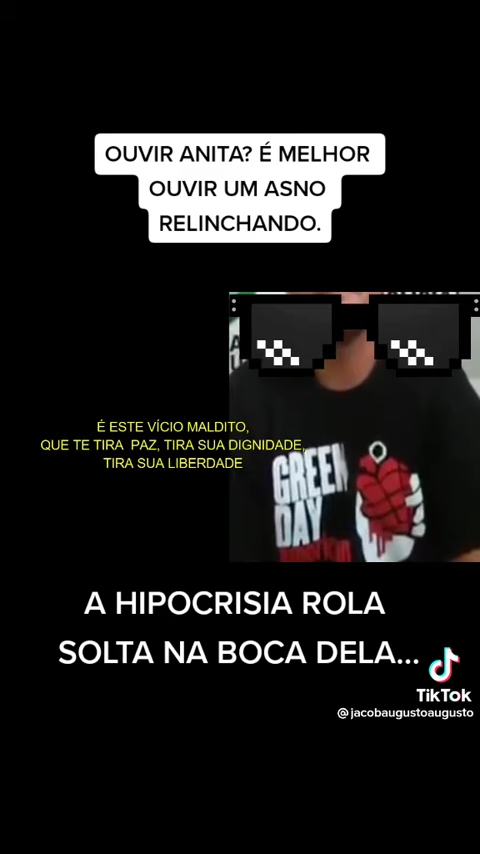 OUVIR ANITA? É MELHOR
OUVIR UM ASNO
RELINCHANDO.
É ESTE VÍCIO MALDITO,
QUE TE TIRA PAZ, TIRA SUA DIGNIDADE,
TIRA SUA LIBERDADE
GREEN
DAY
A HIPOCRISIA ROLA
SOLTA NA BOCA DELA...
TikTok
@jacobaugustoaugusto